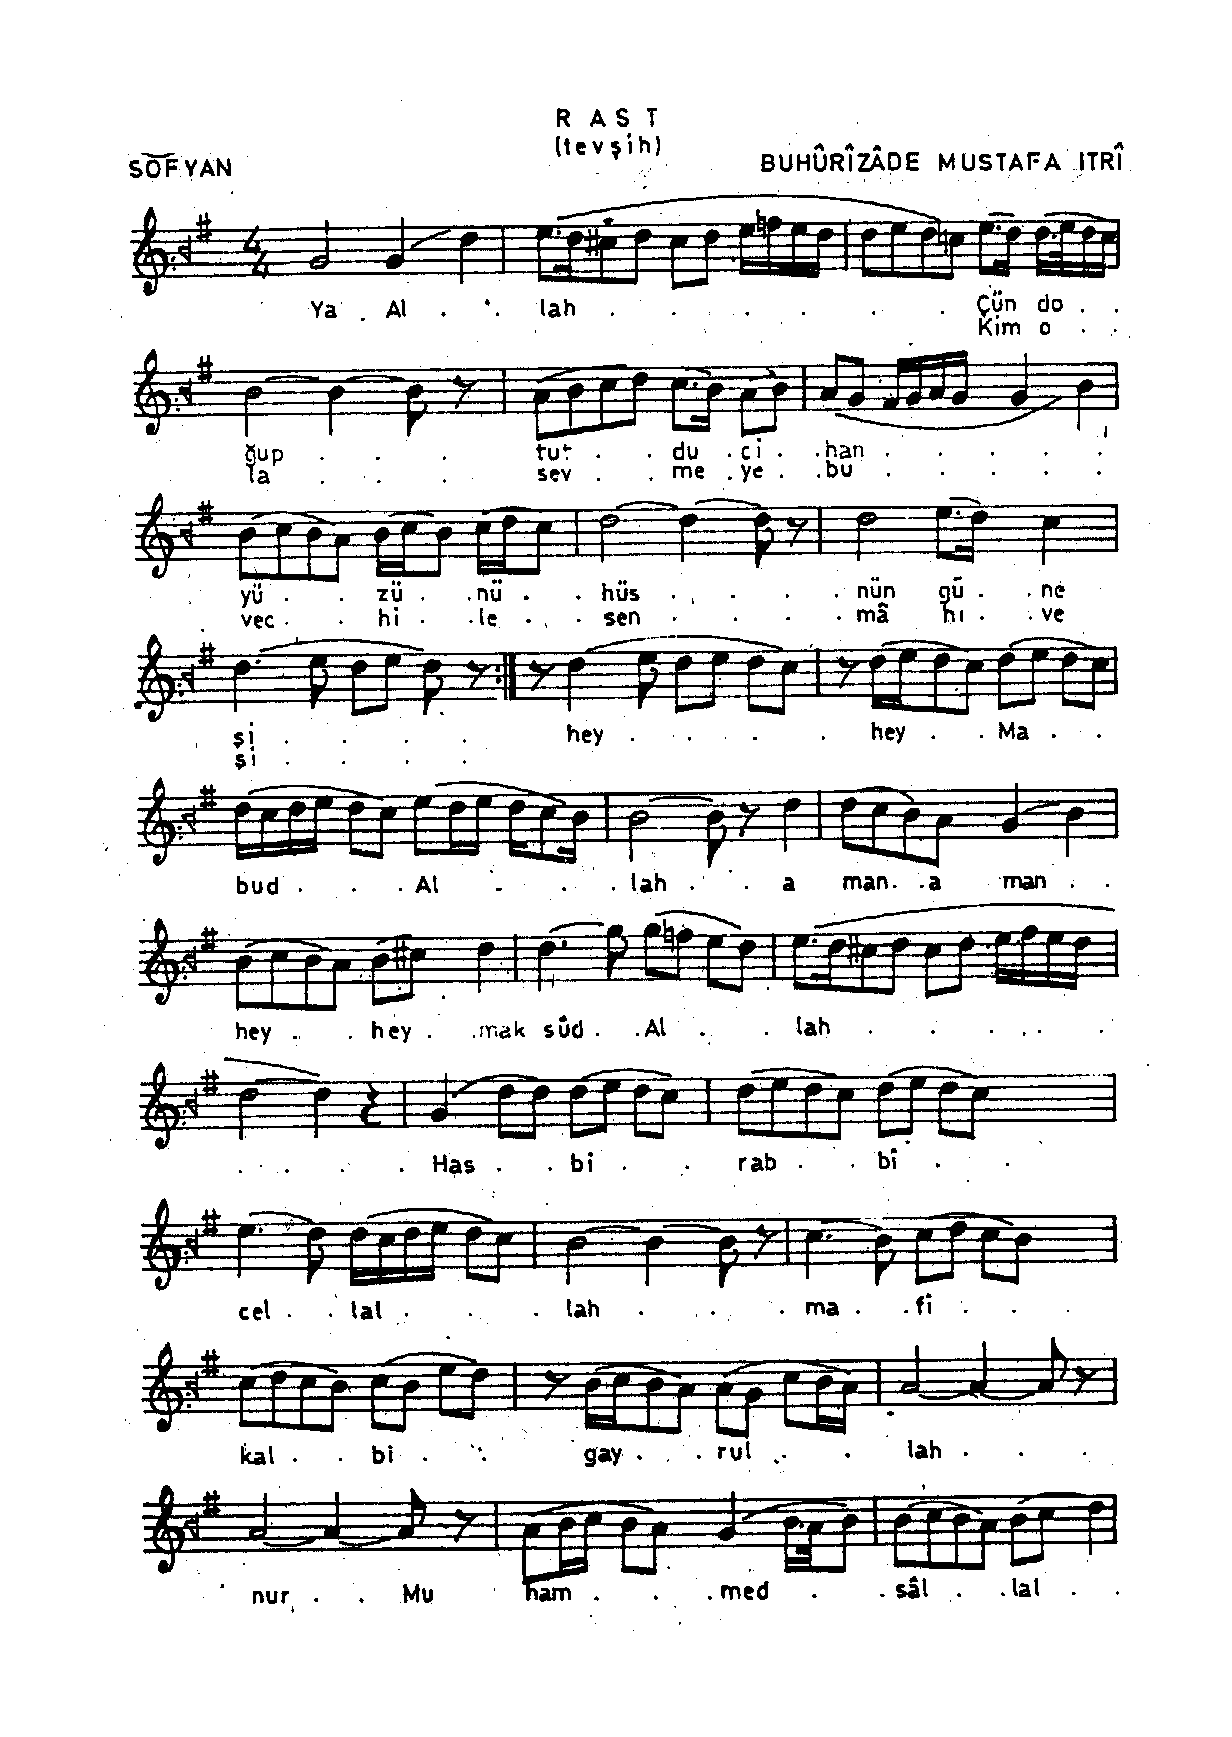 R A S T
(tevşih)
SOFYAN
BUHÛRÎZÂDE MUSTAFA ITRÎ
4
4
Ya . Al . . . lah . . . . . . . Çün do . .
Kim o . .
ğup . . . tut . . du . ci . . han . . . . .
la . . . sev . . me . ye . . bu . . . . .
yü . . zü . . nü . . hüs . . . . . nün gü . . ne
vec . . hi . . le . . . sen . . . . mâ hı . . ve
şi . . . . hey . . . . hey . . Ma . .
şi . . . .
bud . . . Al . . . lah . . a man . . a man . .
hey . . hey . . mak sûd . . Al . . lah . . . . .
. . . . Has . . bi . . rab . . bî . .
cel . . lal . . . lah . . . . ma . . fi . . .
kal . . bi . . gay . . rul . . . lah . . .
nur . . Mu ham . . . med . . sâl . . lal . .